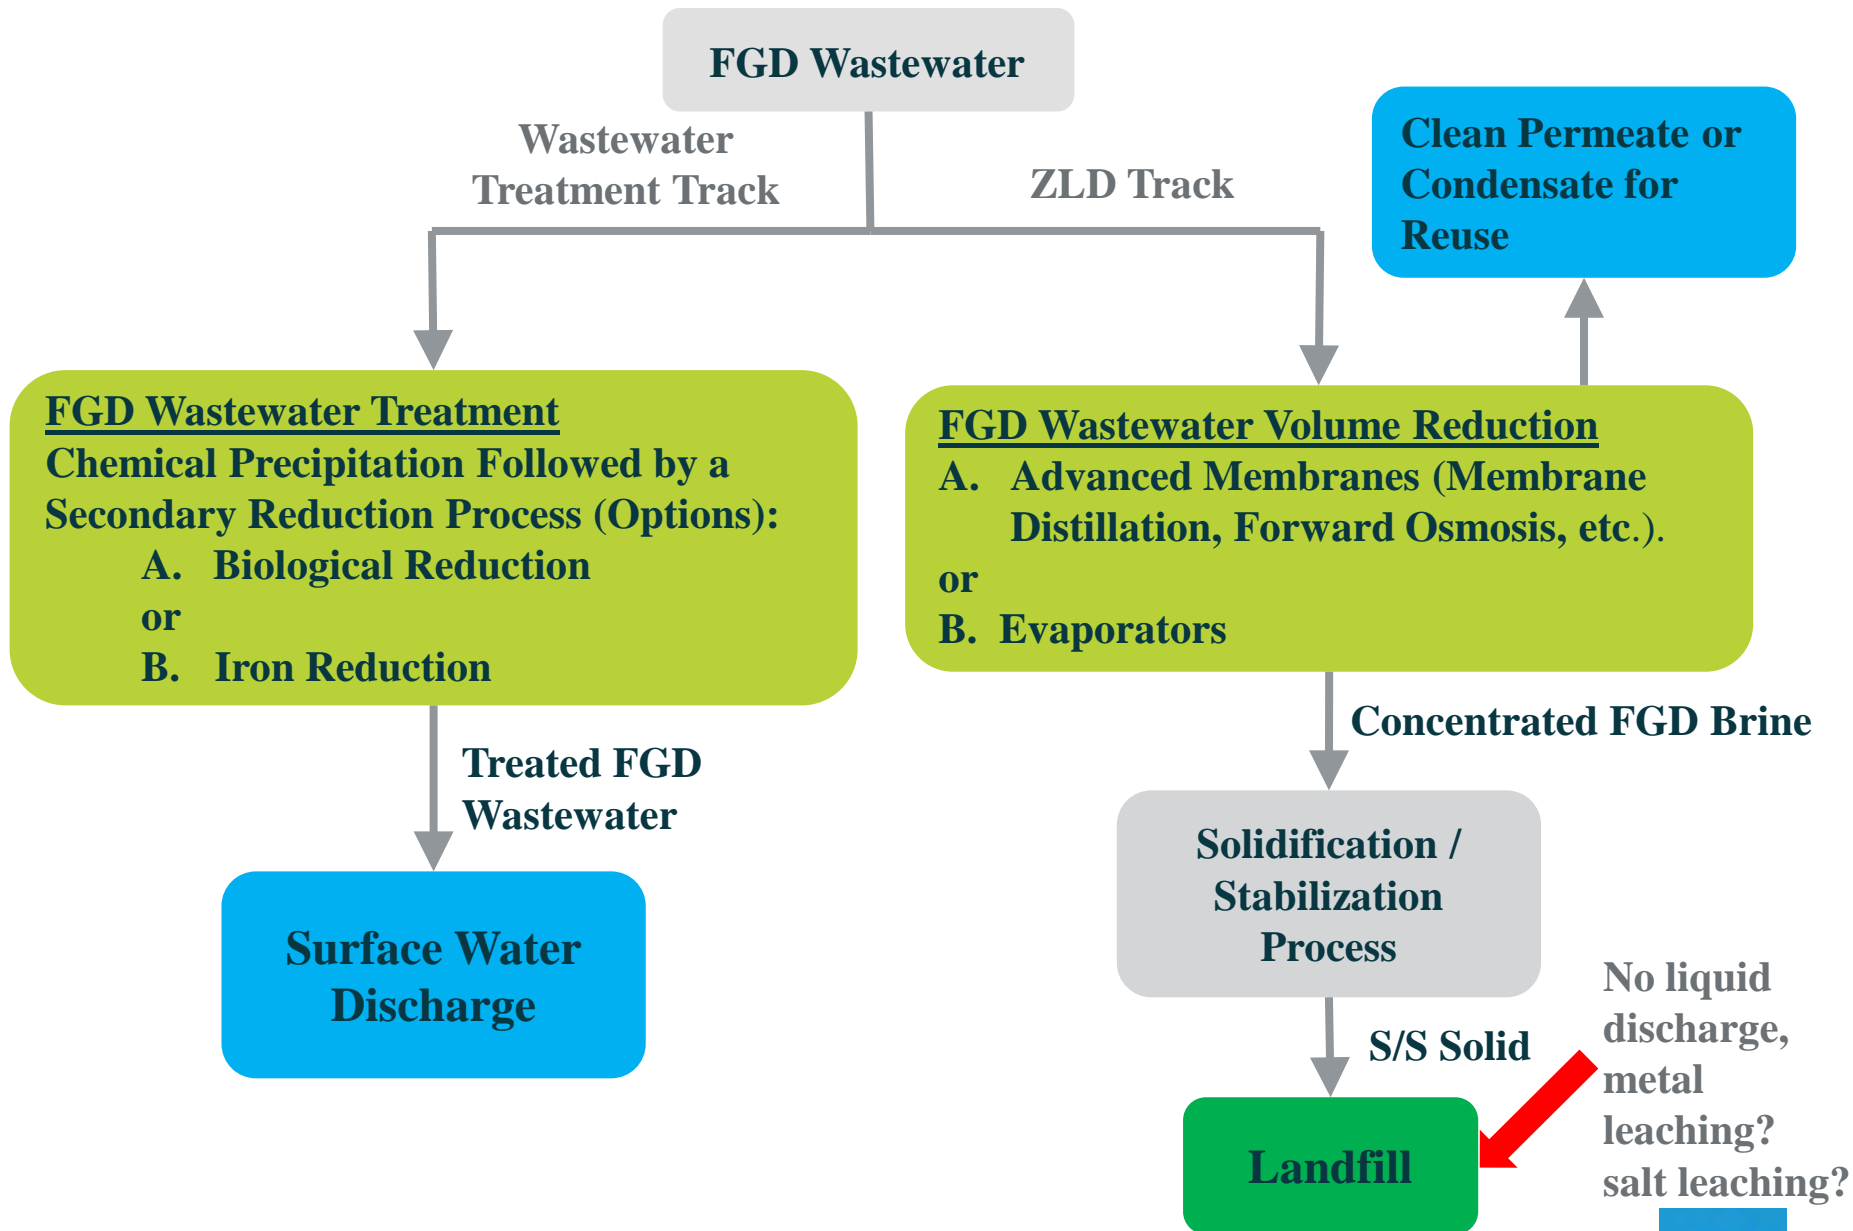 FGD Wastewater
Wastewater
Treatment Track
ZLD Track
Clean Permeate or
Condensate for
Reuse
FGD Wastewater Treatment
Chemical Precipitation Followed by a
Secondary Reduction Process (Options):
A. Biological Reduction
or
B. Iron Reduction
FGD Wastewater Volume Reduction
A. Advanced Membranes (Membrane
Distillation, Forward Osmosis, etc.).
or
B. Evaporators
Treated FGD
Wastewater
Concentrated FGD Brine
Surface Water
Discharge
Solidification /
Stabilization
Process
S/S Solid
No liquid
discharge,
metal
leaching?
salt leaching?
Landfill